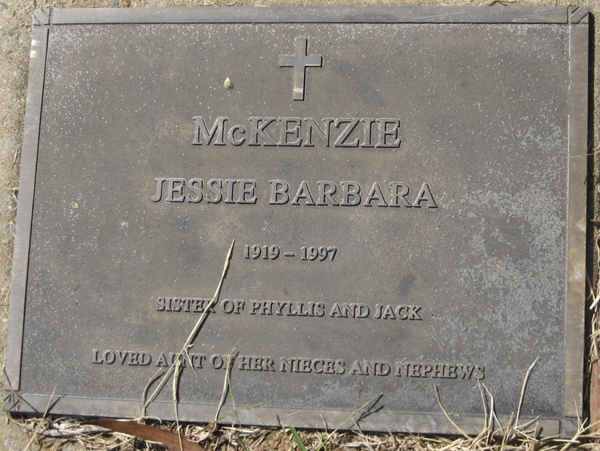 McKENZIE
JESSIE BARBARA
1919 – 1997
SISTER OF PHYLLIS AND JACK
LOVED AUNT OF HER NIECES AND NEPHEWS